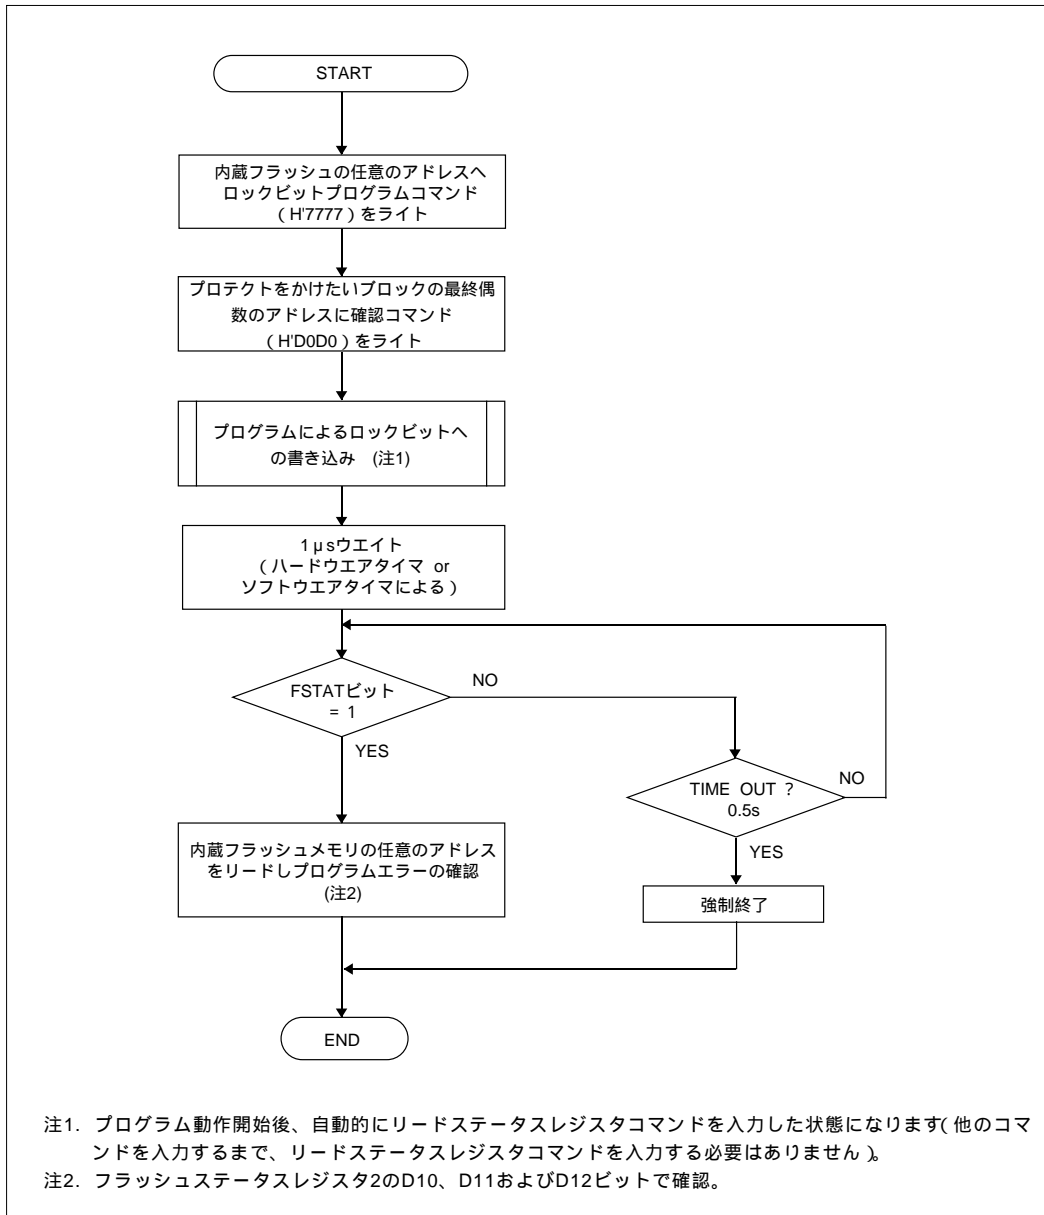 START
内蔵フラッシュの任意のアドレスへ
ロックビットプログラムコマンド
(H'7777)をライト
プロテクトをかけたいブロックの最終偶
数のアドレスに確認コマンド
(H'D0D0)をライト
プログラムによるロックビットへ
の書き込み (注1)
1μsウエイト
(ハードウエアタイマ or
ソフトウエアタイマによる)
FSTATビット
= 1
NO
YES
TIME OUT ?
0.5s
NO
YES
内蔵フラッシュメモリの任意のアドレス
をリードしプログラムエラーの確認
(注2)
強制終了
END
注1. プログラム動作開始後、自動的にリードステータスレジスタコマンドを入力した状態になります(他のコマ
ンドを入力するまで、リードステータスレジスタコマンドを入力する必要はありません)。
注2. フラッシュステータスレジスタ2のD10、D11およびD12ビットで確認。